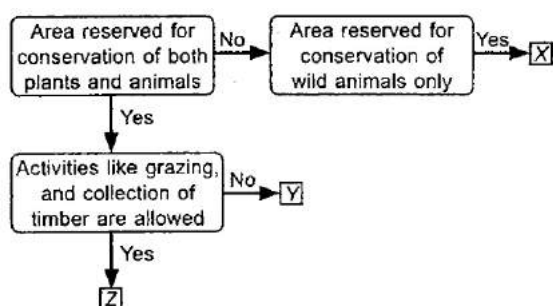 Area reserved for
conservation of both
plants and animals
No
Area reserved for
conservation of
wild animals only
Yes
X
Yes
Activities like grazing,
and collection of
timber are allowed
No
Y
Yes
Z